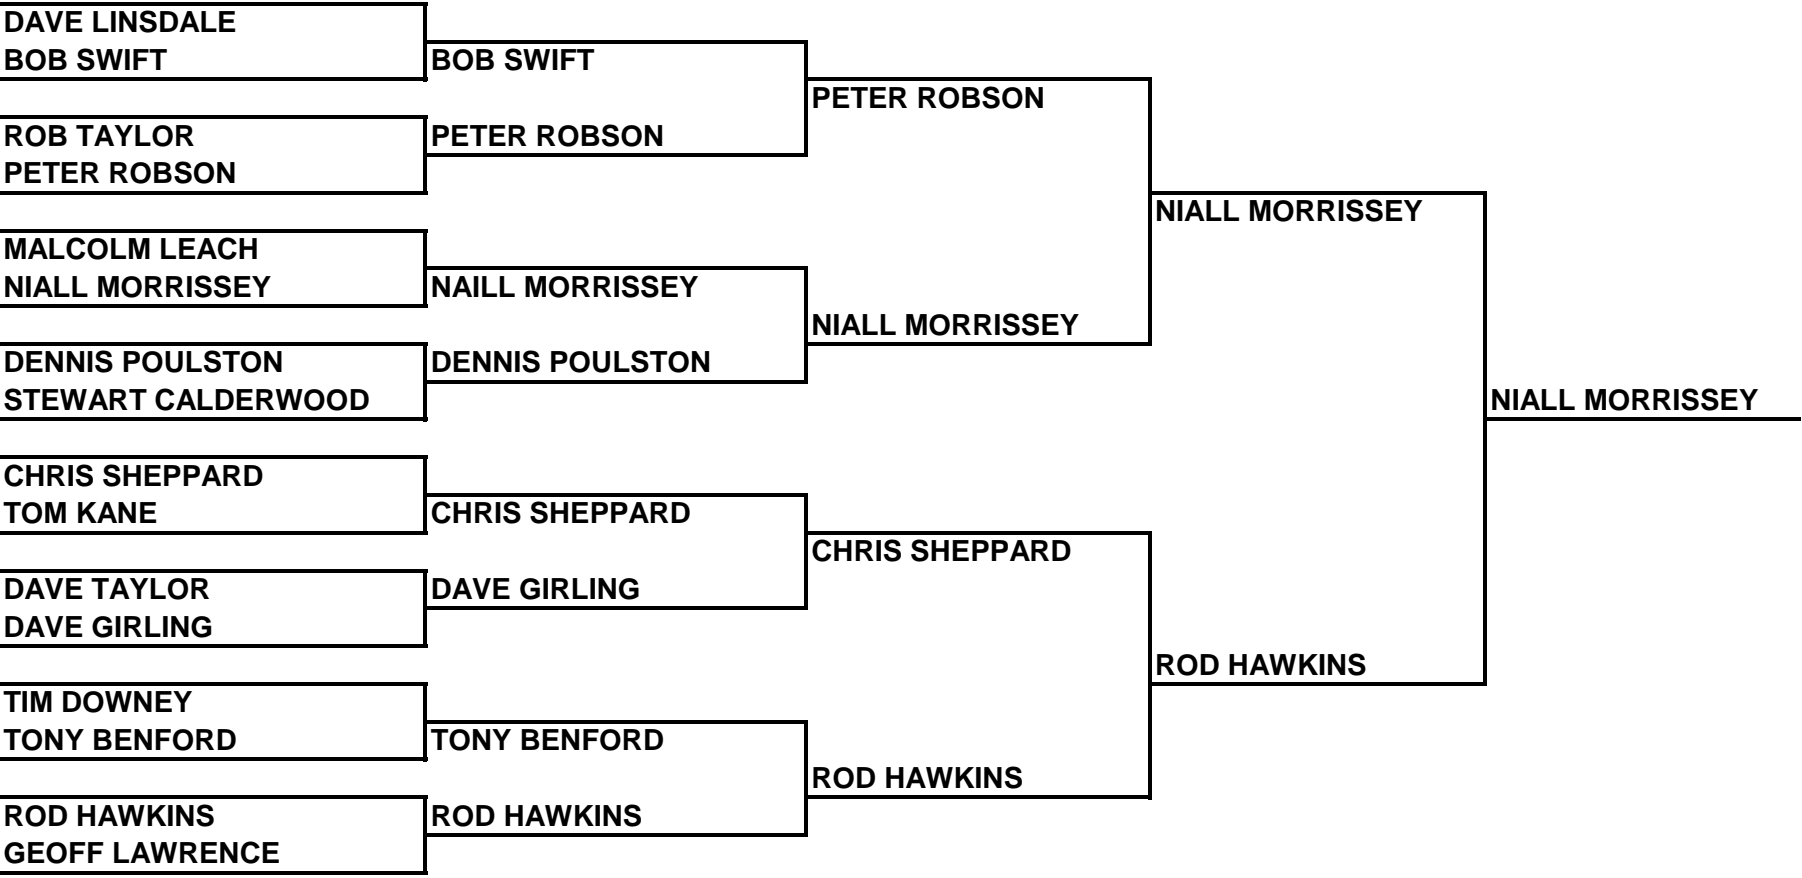 DAVE LINSDALE
BOB SWIFT
BOB SWIFT
PETER ROBSON
ROB TAYLOR
PETER ROBSON
PETER ROBSON
NIALL MORRISSEY
MALCOLM LEACH
NIALL MORRISSEY
NAILL MORRISSEY
NIALL MORRISSEY
DENNIS POULSTON
DENNIS POULSTON
STEWART CALDERWOOD
NIALL MORRISSEY
CHRIS SHEPPARD
TOM KANE
CHRIS SHEPPARD
CHRIS SHEPPARD
DAVE TAYLOR
DAVE GIRLING
DAVE GIRLING
ROD HAWKINS
TIM DOWNEY
TONY BENFORD
TONY BENFORD
ROD HAWKINS
ROD HAWKINS
ROD HAWKINS
GEOFF LAWRENCE